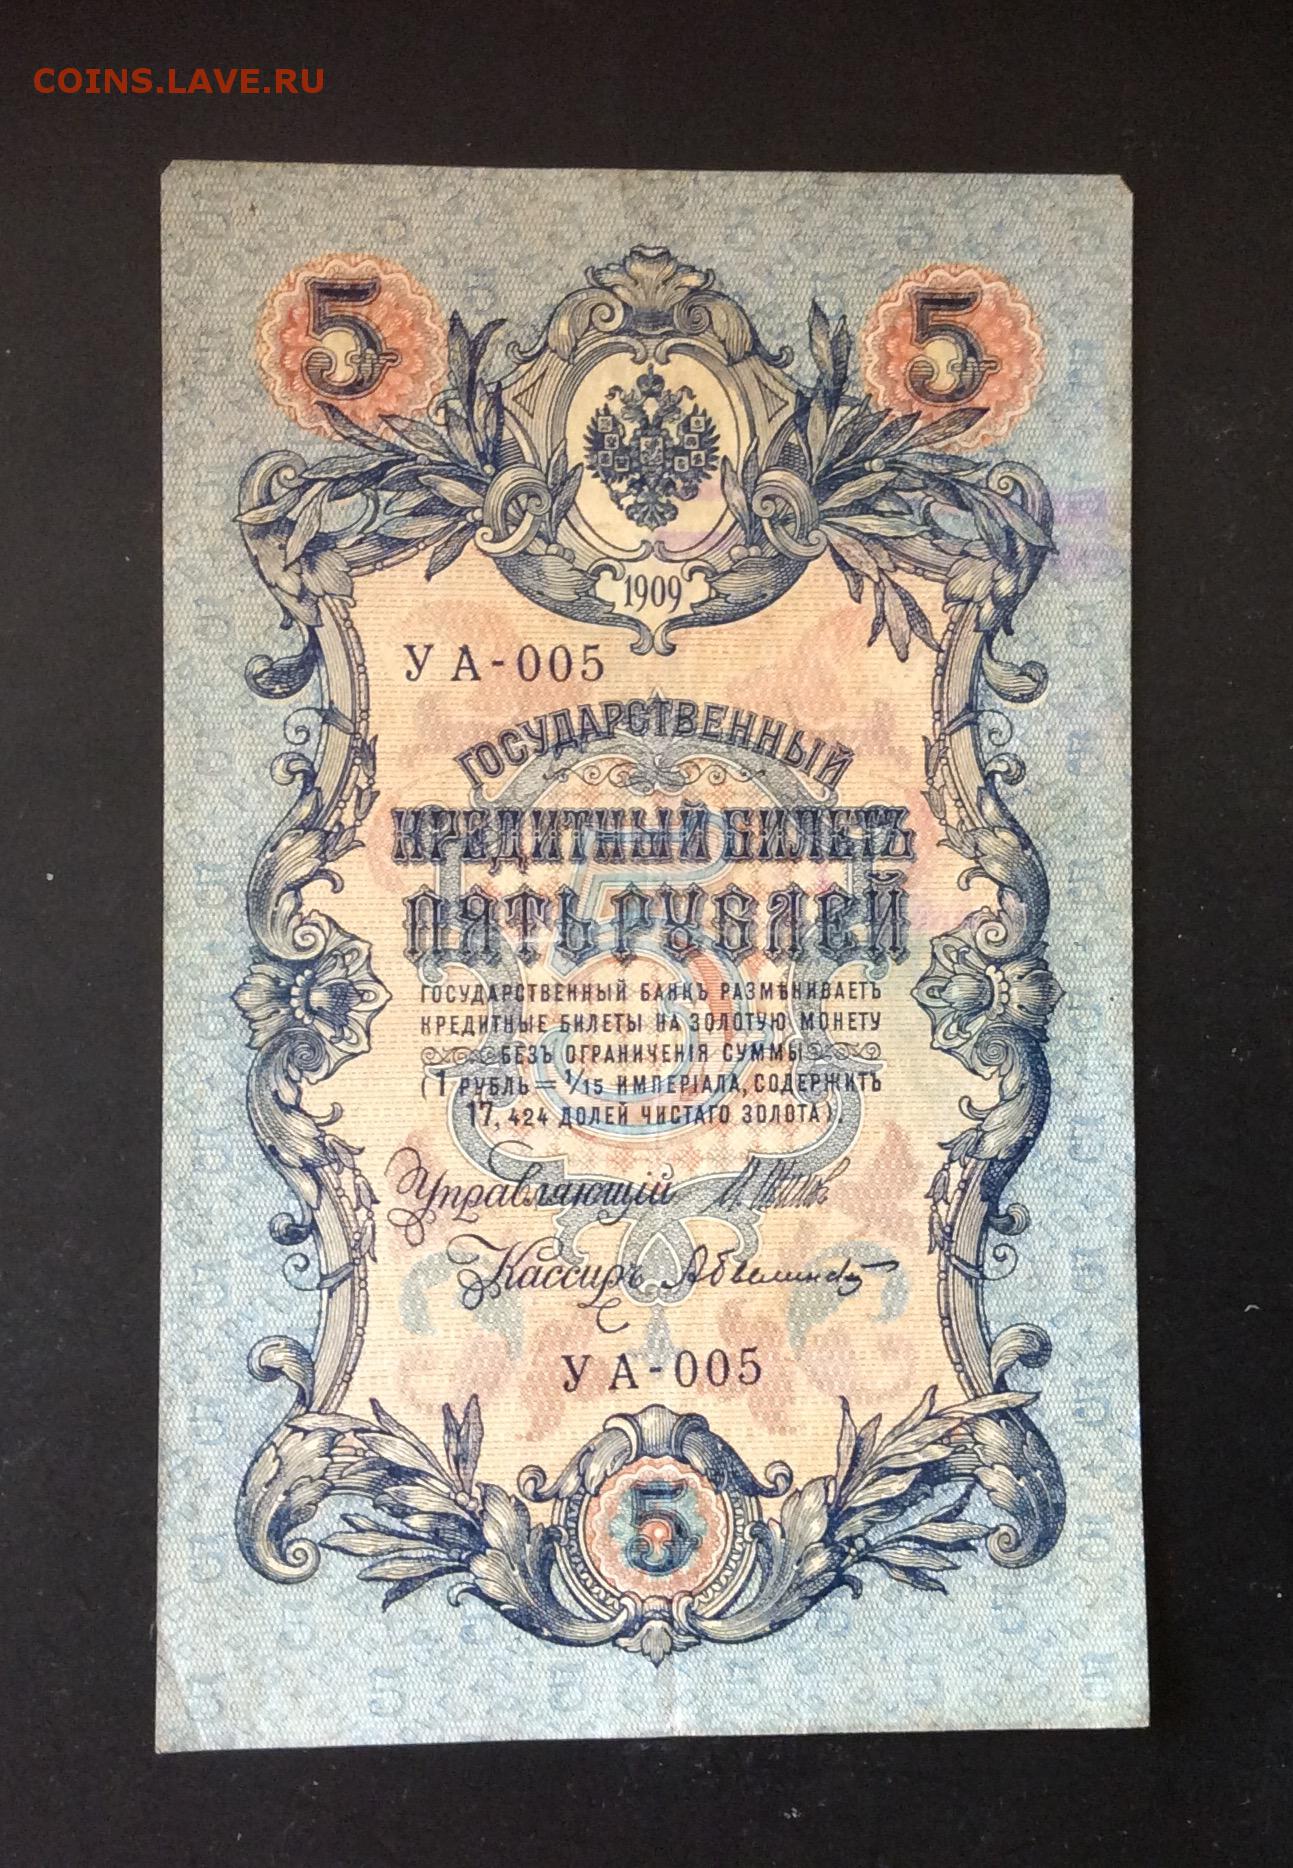 COINS.LAVE.RU
5 5
1909
УА-005
ГОСУДАРСТВЕННЫЙ
КРЕДИТНЫЙ БИЛЕТЪ
ПЯТЬ РУБЛЕЙ
5
ГОСУДАРСТВЕННЫЙ БАНКЪ РАЗМѢНИВАЕТЪ
КРЕДИТНЫЕ БИЛЕТЫ НА ЗОЛОТУЮ МОНЕТУ
БЕЗЪ ОГРАНИЧЕНІЯ СУММЫ
(1 РУБЛЬ = 1/15 ИМПЕРІАЛА, СОДЕРЖИТЪ
17,424 ДОЛЕЙ ЧИСТАГО ЗОЛОТА).
Управляющій
Кассиръ
УА-005
5